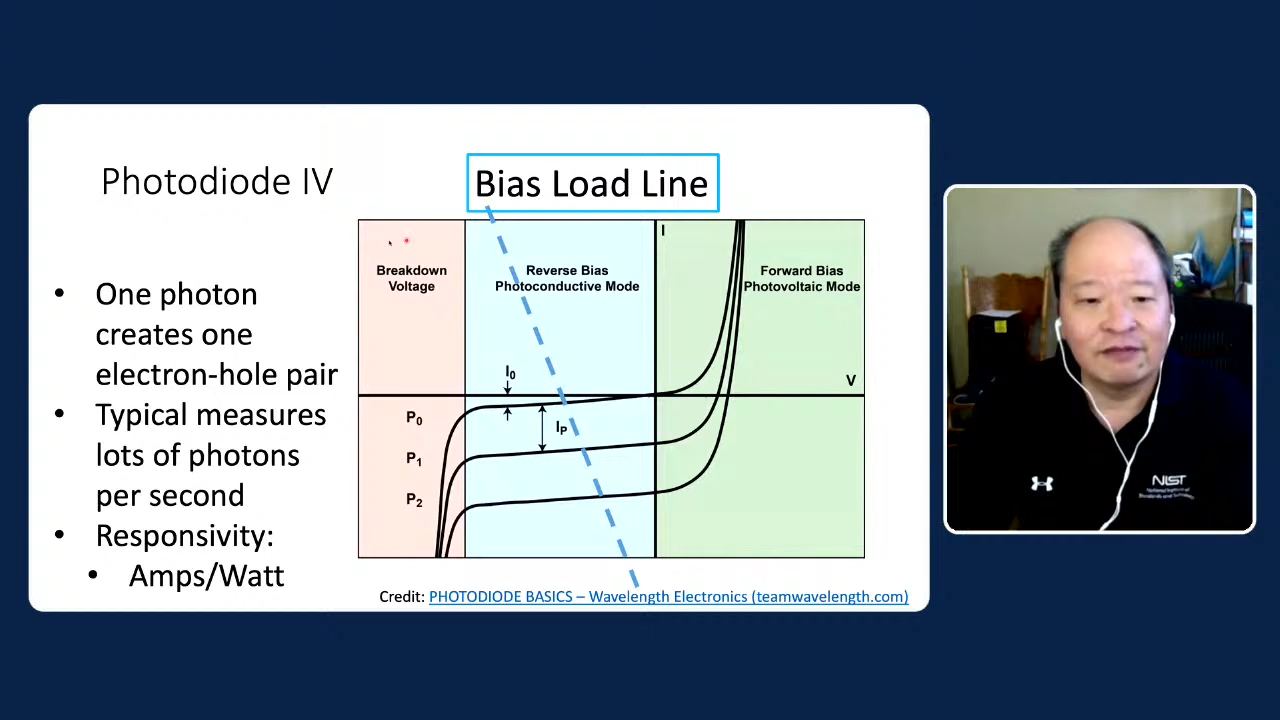 Photodiode IV
Bias Load Line
One photon
creates one
electron-hole pair
Typical measures
lots of photons
per second
Responsivity:
Amps/Watt
Breakdown
Voltage
Reverse Bias
Photoconductive Mode
I
Forward Bias
Photovoltaic Mode
V
I₀
P₀
Iₚ
P₁
P₂
Credit: PHOTODIODE BASICS – Wavelength Electronics (teamwavelength.com)
NIST